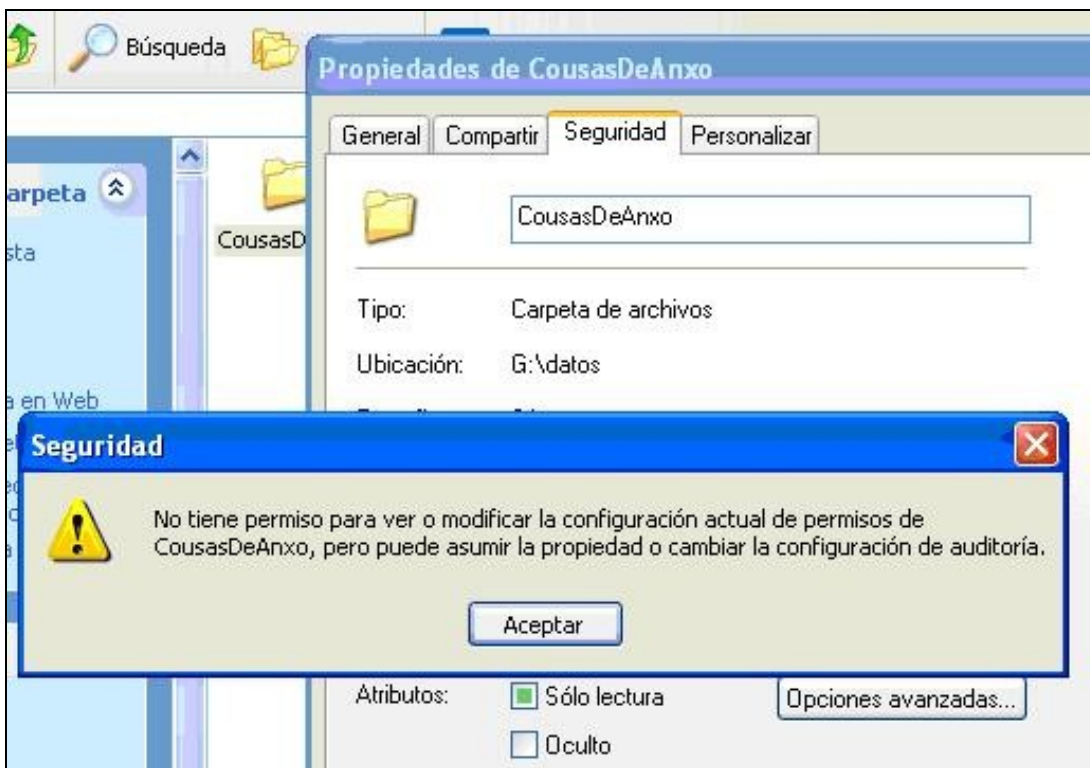 Búsqueda
Propiedades de CousasDeAnxo
General Compartir Seguridad Personalizar
arpeta
CousasDeAnxo
sta
CousasD
Tipo: Carpeta de archivos
Ubicación: G:\datos
a en Web
Seguridad
No tiene permiso para ver o modificar la configuración actual de permisos de
CousasDeAnxo, pero puede asumir la propiedad o cambiar la configuración de auditoría.
Aceptar
Atributos: Sólo lectura Opciones avanzadas...
Oculto